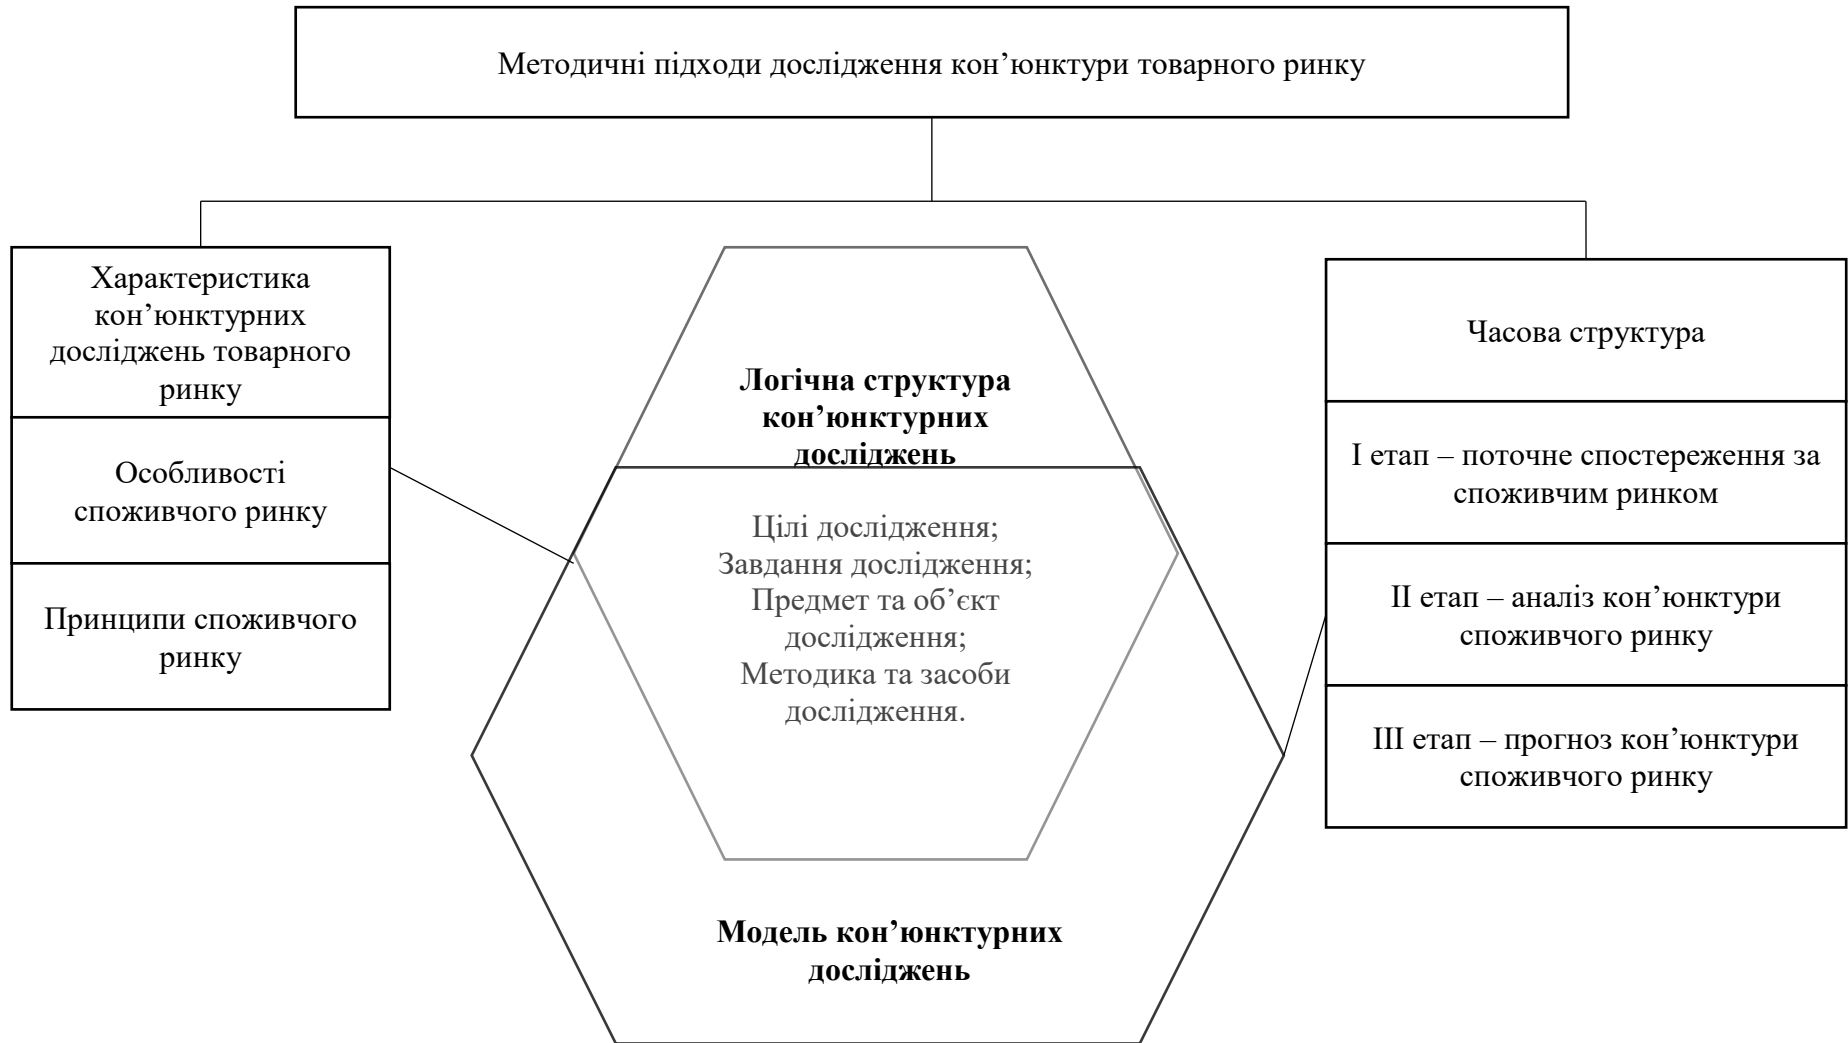 Методичні підходи дослідження кон’юнктури товарного ринку
Характеристика
кон’юнктурних
досліджень товарного
ринку
Особливості
споживчого ринку
Принципи споживчого
ринку
Логічна структура
кон’юнктурних
досліджень
Цілі дослідження;
Завдання дослідження;
Предмет та об’єкт
дослідження;
Методика та засоби
дослідження.
Модель кон’юнктурних
досліджень
Часова структура
І етап – поточне спостереження за
споживчим ринком
ІІ етап – аналіз кон’юнктури
споживчого ринку
ІІІ етап – прогноз кон’юнктури
споживчого ринку